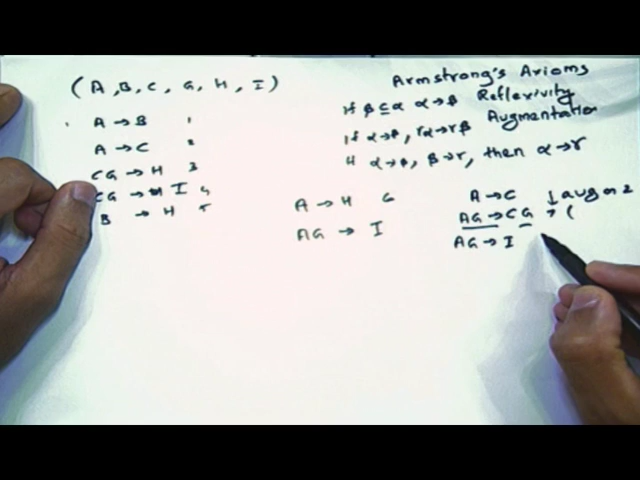 (A, B, C, G, H, I)
A → B 1
A → C 2
CG → H 3
CG → I 4
B → H 5
Armstrong's Axioms
if β ⊆ α α → β Reflexivity
if α → β, γα → γβ Augmentation
if α → β, β → γ, then α → γ
A → H 6
AG → I
A → C ↓ aug on 2
AG → CG → (
AG → I